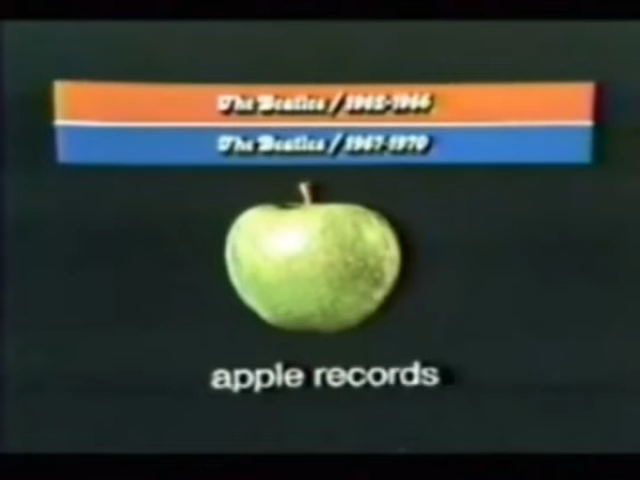 The Beatles / 1962-1966
The Beatles / 1967-1970
apple records